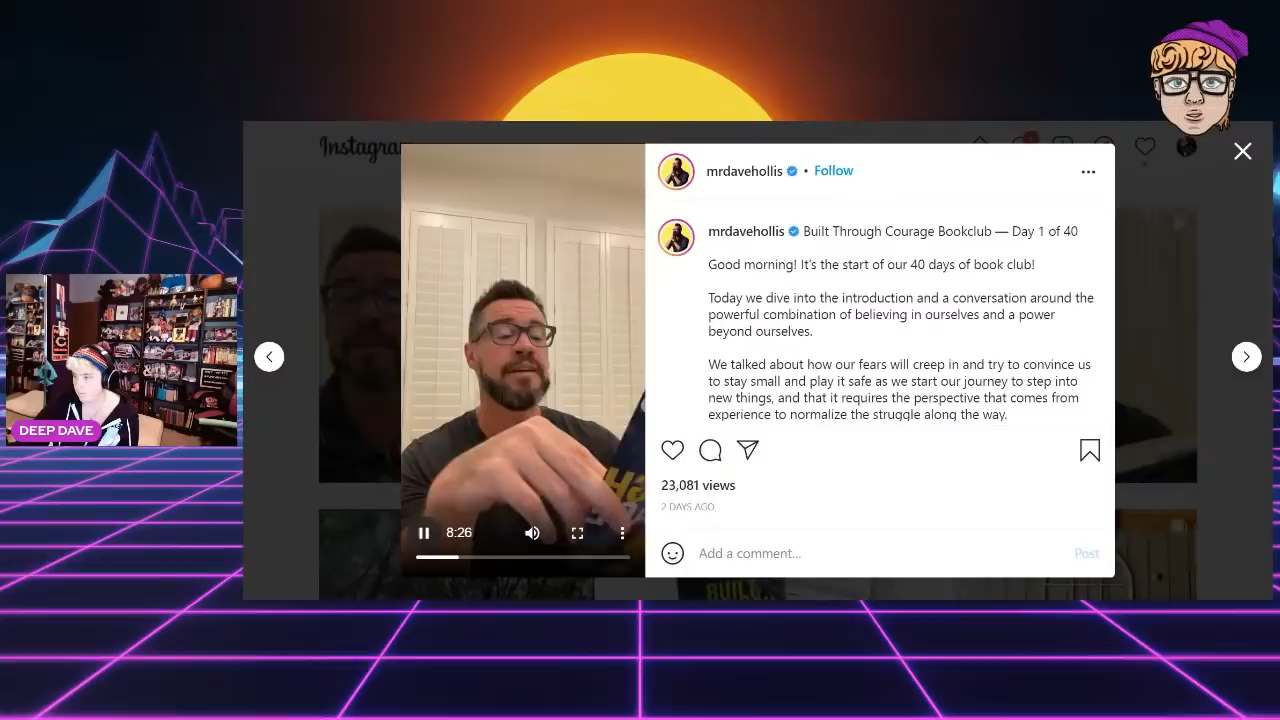 Instagra
mrdavehollis • Follow
mrdavehollis Built Through Courage Bookclub — Day 1 of 40
Good morning! It's the start of our 40 days of book club!
Today we dive into the introduction and a conversation around the
powerful combination of believing in ourselves and a power
beyond ourselves.
We talked about how our fears will creep in and try to convince us
to stay small and play it safe as we start our journey to step into
new things, and that it requires the perspective that comes from
experience to normalize the struggle along the way.
DEEP DAVE
23,081 views
2 DAYS AGO
8:26
Add a comment...
Post
BUILT